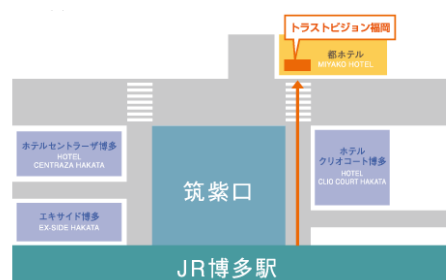 トラストビジョン福岡
都ホテル
MIYAKO HOTEL
ホテルセントラーザ博多
HOTEL
CENTRAZA HAKATA
ホテル
クリオコート博多
HOTEL
CLIO COURT HAKATA
筑紫口
エキサイド博多
EX-SIDE HAKATA
JR博多駅